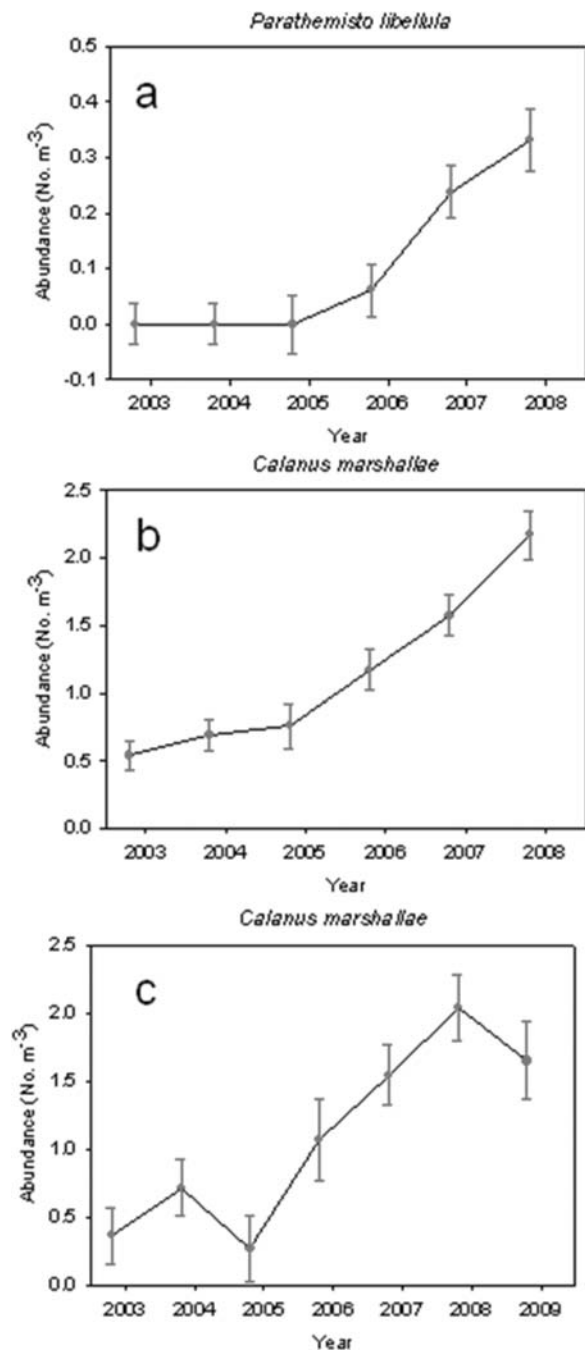 Parathemisto libellula
a
0.5
0.4
0.3
0.2
0.1
0.0
-0.1
Abundance (No. m-3)
2003 2004 2005 2006 2007 2008
Year
Calanus marshallae
b
2.5
2.0
1.5
1.0
0.5
0.0
Abundance (No. m-3)
2003 2004 2005 2006 2007 2008
Year
Calanus marshallae
c
2.5
2.0
1.5
1.0
0.5
0.0
Abundance (No. m-3)
2003 2004 2005 2006 2007 2008 2009
Year